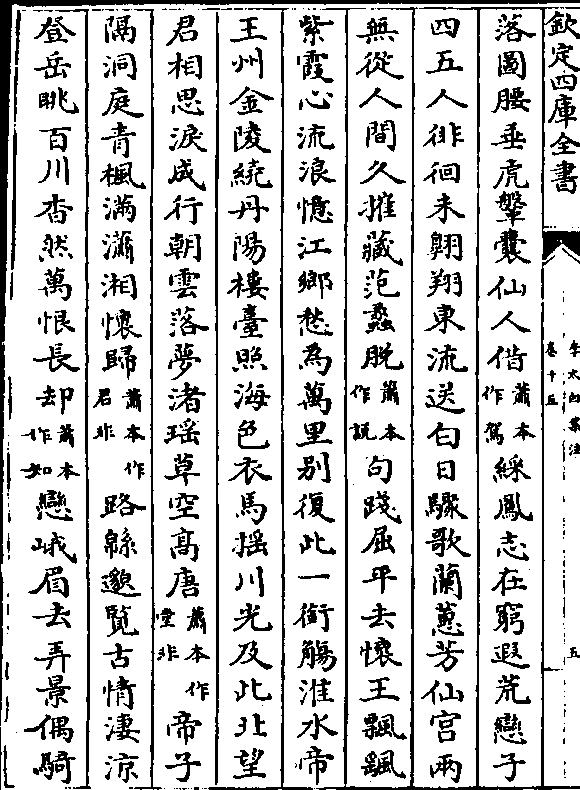 欽定四庫全書
李太白集注
卷十五
五
落圖腰垂虎鞶囊仙人借蕭本作駕綵鳳志在窮遐荒戀子
四五人徘徊未翺翔東流送白日驟歌蘭蕙芳仙宫兩
無從人間久摧藏范蠡脱蕭本作説句踐屈平去懐王飄飄
紫霞心流浪憶江鄉愁為萬里别復此一銜觴淮水帝
王州金陵繞丹陽樓臺照海色衣馬揺川光及此北望
君相思淚成行朝雲落夢渚瑶草空髙唐蕭本作堂非帝子
隔洞庭青楓滿瀟湘懐歸蕭本作君非路緜邈覽古情凄凉
登岳眺百川杳然萬恨長却蕭本作知戀峨眉去弄景偶騎